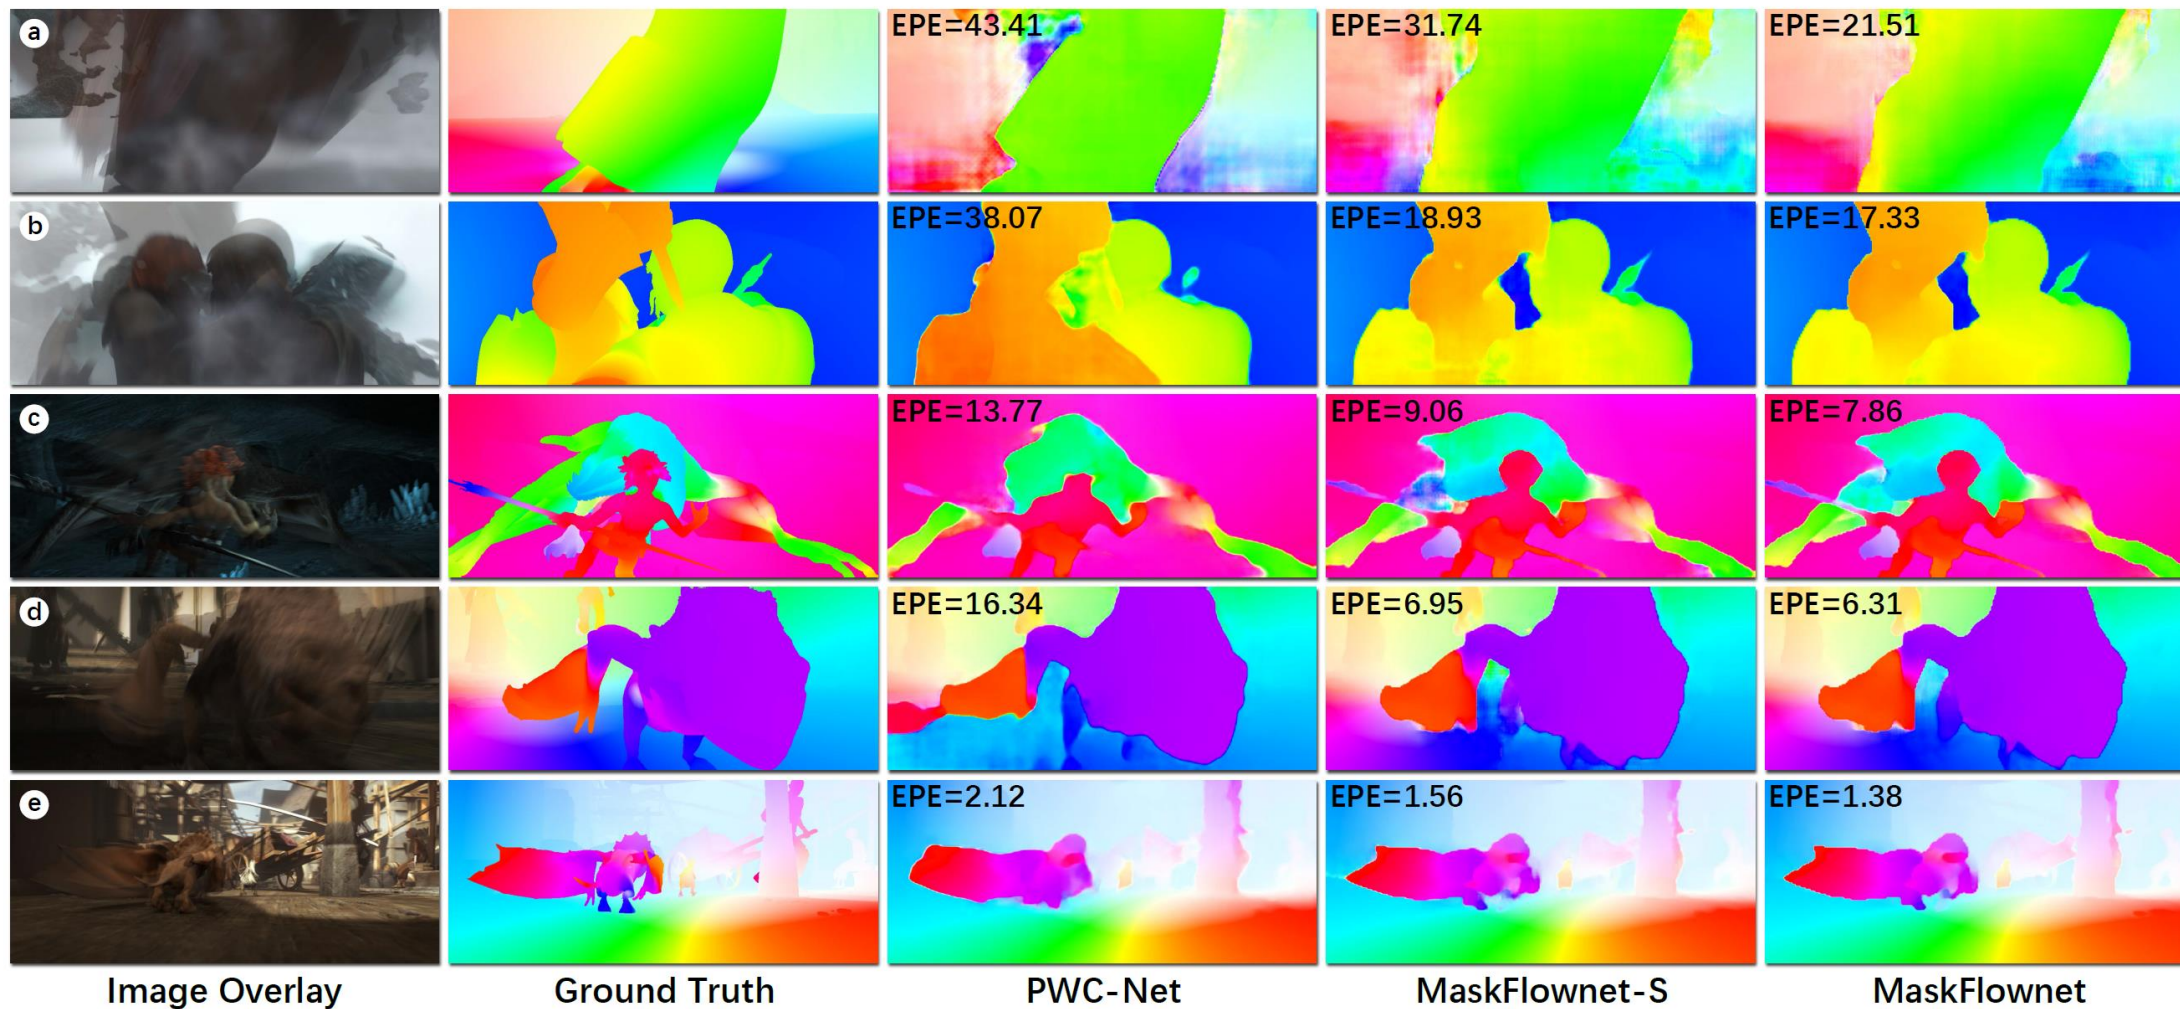 a
EPE=43.41
EPE=31.74
EPE=21.51
b
EPE=38.07
EPE=18.93
EPE=17.33
c
EPE=13.77
EPE=9.06
EPE=7.86
d
EPE=16.34
EPE=6.95
EPE=6.31
e
EPE=2.12
EPE=1.56
EPE=1.38
Image Overlay
Ground Truth
PWC-Net
MaskFlownet-S
MaskFlownet